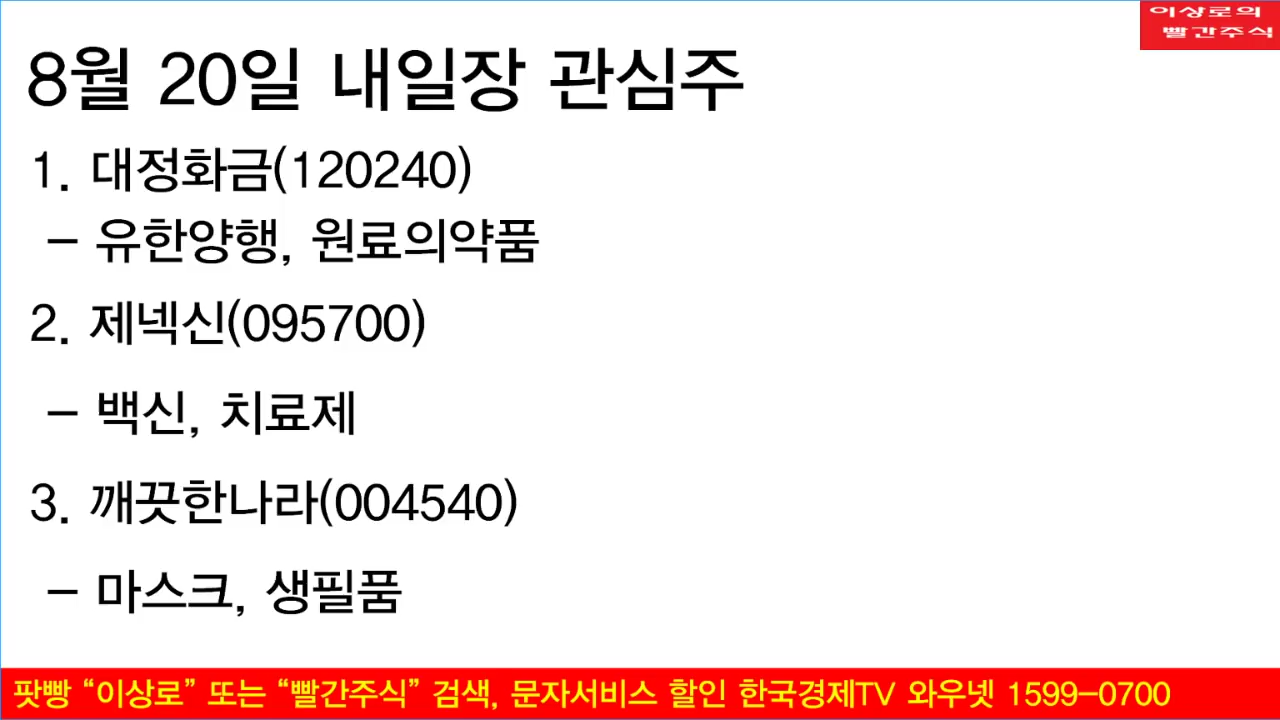 이상로의
빨간주식
8월 20일 내일장 관심주
1. 대정화금(120240)
- 유한양행, 원료의약품
2. 제넥신(095700)
- 백신, 치료제
3. 깨끗한나라(004540)
- 마스크, 생필품
팟빵 “이상로” 또는 “빨간주식” 검색, 문자서비스 할인 한국경제TV 와우넷 1599-0700